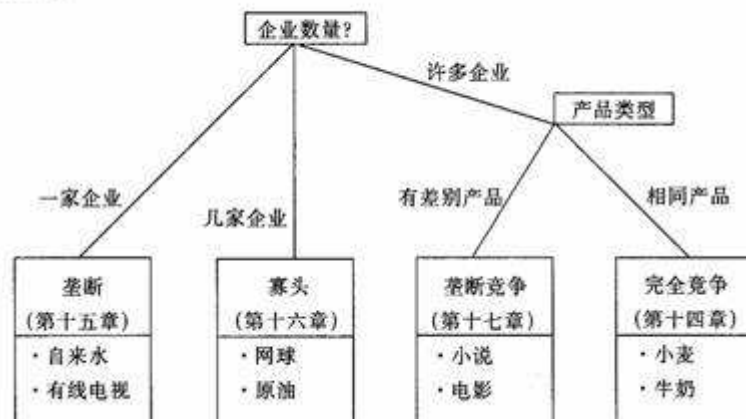 企业数量?
许多企业
产品类型
一家企业
几家企业
有差别产品
相同产品
垄断
(第十五章)
·自来水
·有线电视
寡头
(第十六章)
·网球
·原油
垄断竞争
(第十七章)
·小说
·电影
完全竞争
(第十四章)
·小麦
·牛奶